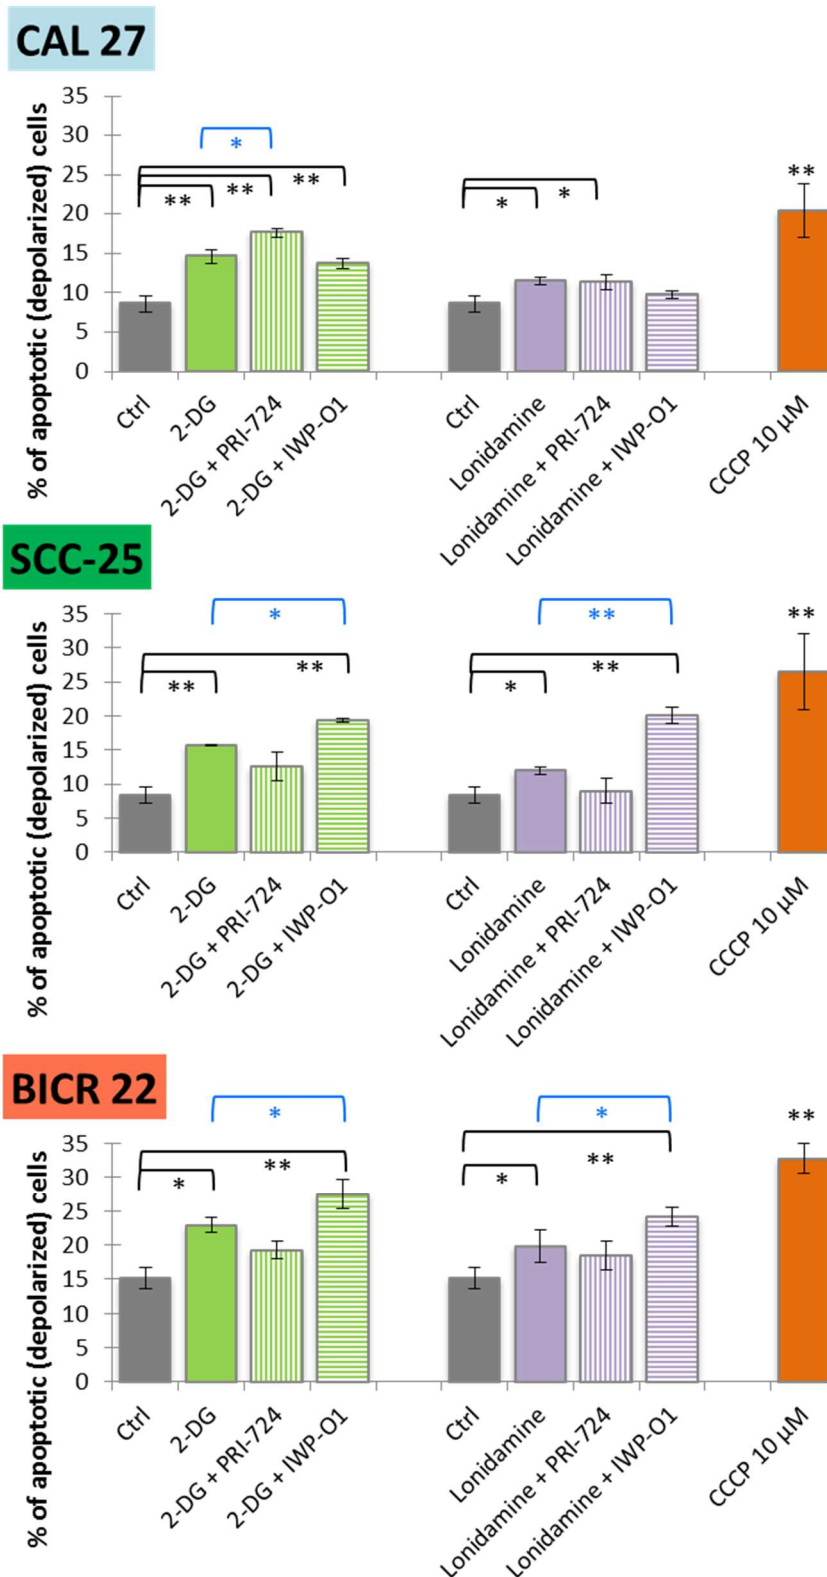 CAL 27
% of apoptotic (depolarized) cells
35
30
25
20
15
10
5
0
*
**
**
**
*
*
**
Ctrl
2-DG
2-DG + PRI-724
2-DG + IWP-O1
Ctrl
Lonidamine
Lonidamine + PRI-724
Lonidamine + IWP-O1
CCCP 10 µM
SCC-25
% of apoptotic (depolarized) cells
35
30
25
20
15
10
5
0
*
**
**
**
*
**
**
Ctrl
2-DG
2-DG + PRI-724
2-DG + IWP-O1
Ctrl
Lonidamine
Lonidamine + PRI-724
Lonidamine + IWP-O1
CCCP 10 µM
BICR 22
% of apoptotic (depolarized) cells
35
30
25
20
15
10
5
0
*
**
*
*
**
*
**
Ctrl
2-DG
2-DG + PRI-724
2-DG + IWP-O1
Ctrl
Lonidamine
Lonidamine + PRI-724
Lonidamine + IWP-O1
CCCP 10 µM